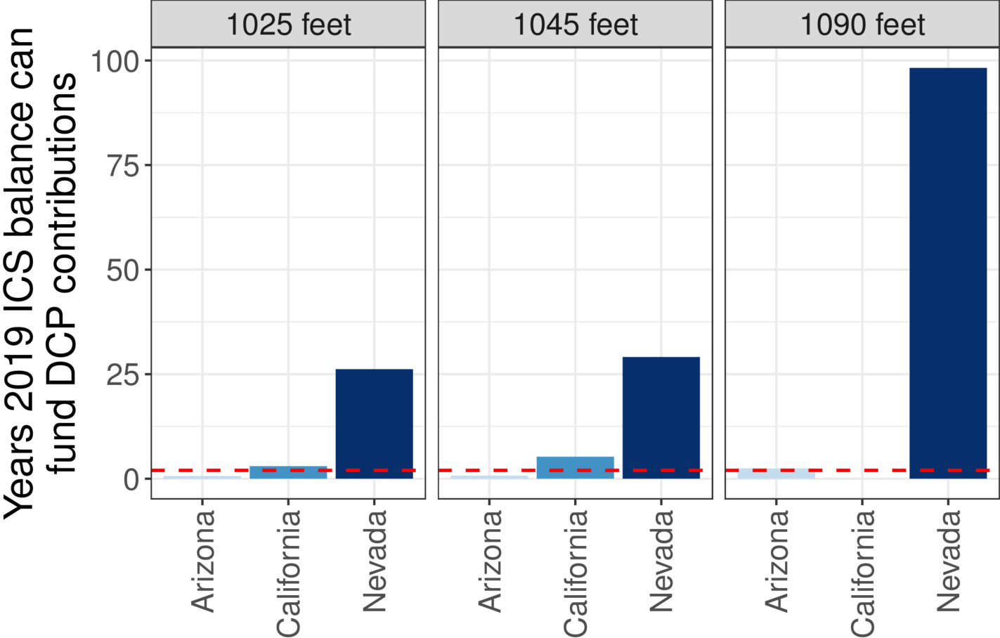 1025 feet
1045 feet
1090 feet
Years 2019 ICS balance can
fund DCP contributions
100
75
50
25
0
Arizona
California
Nevada
Arizona
California
Nevada
Arizona
California
Nevada